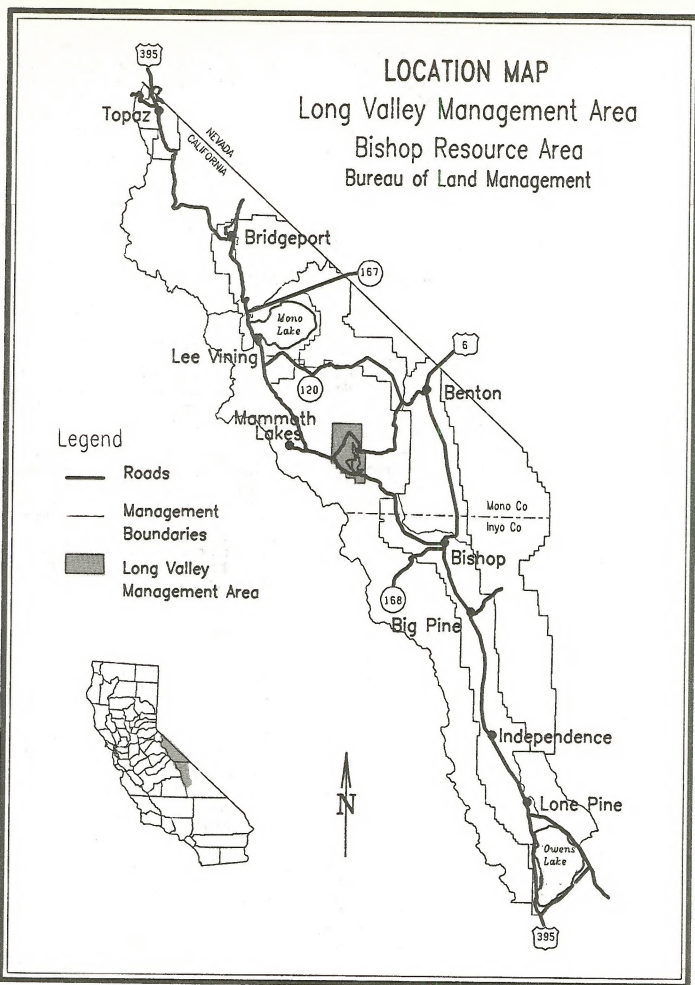 LOCATION MAP
Long Valley Management Area
Bishop Resource Area
Bureau of Land Management
395
Topaz
NEVADA
CALIFORNIA
Bridgeport
167
Mono
Lake
Lee Vining
6
120
Benton
Mammoth
Lakes
Legend
Roads
Management
Boundaries
Long Valley
Management Area
Mono Co
Inyo Co
Bishop
168
Big Pine
Independence
N
Lone Pine
Owens
Lake
395